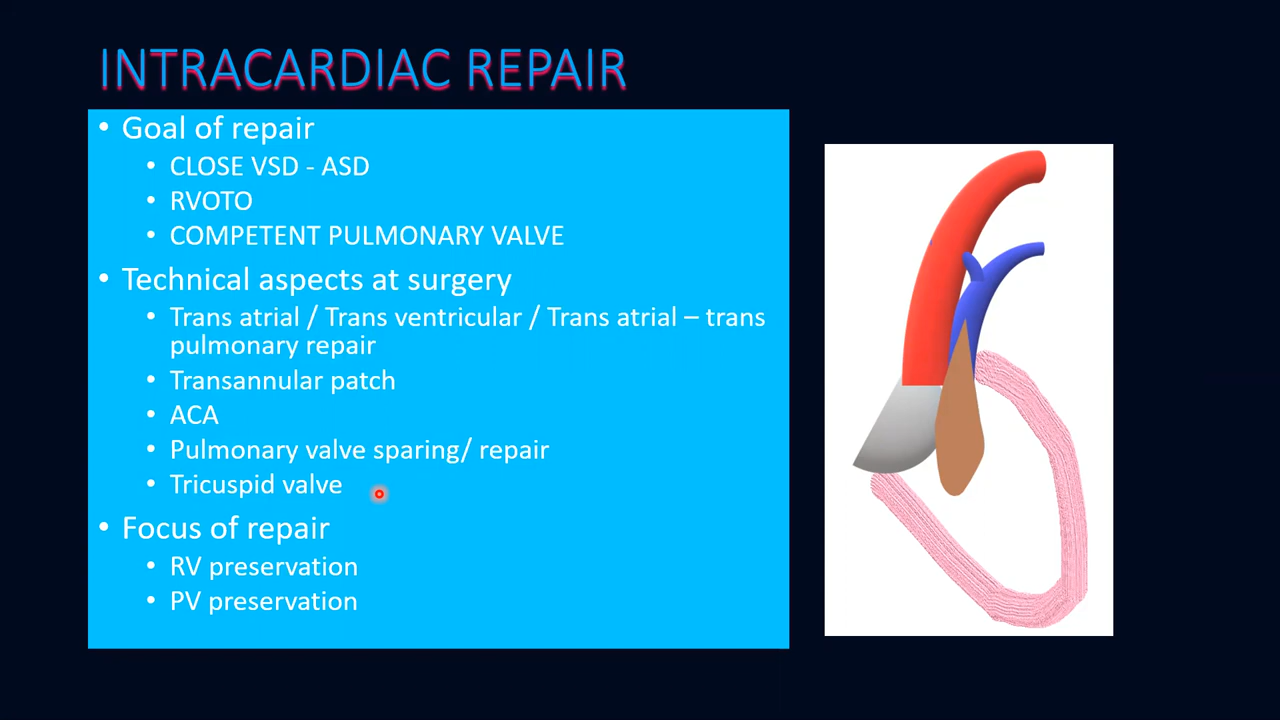 INTRACARDIAC REPAIR
• Goal of repair
• CLOSE VSD - ASD
• RVOTO
• COMPETENT PULMONARY VALVE
• Technical aspects at surgery
• Trans atrial / Trans ventricular / Trans atrial – trans
pulmonary repair
• Transannular patch
• ACA
• Pulmonary valve sparing/ repair
• Tricuspid valve
• Focus of repair
• RV preservation
• PV preservation